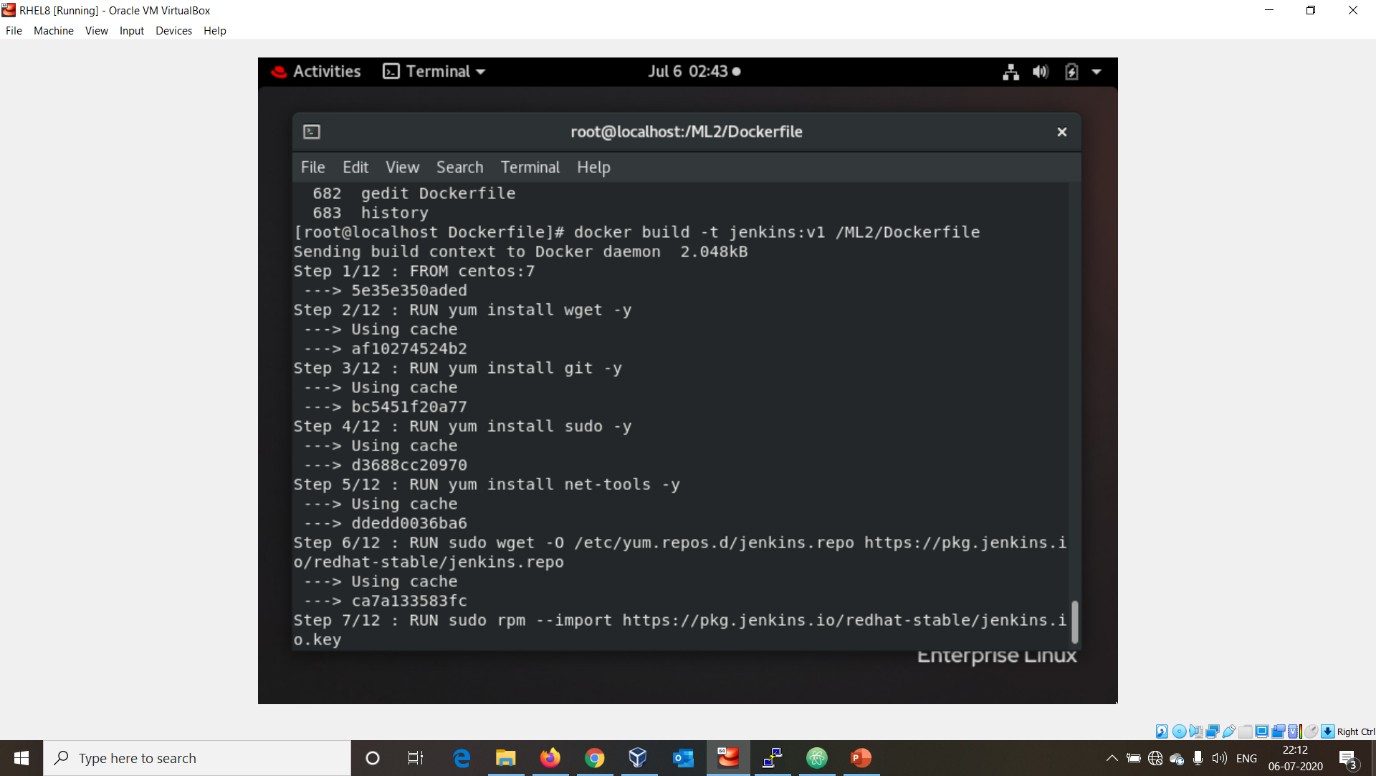 RHEL8 [Running] - Oracle VM VirtualBox
File Machine View Input Devices Help
Activities Terminal Jul 6 02:43
root@localhost:/ML2/Dockerfile
File Edit View Search Terminal Help
682 gedit Dockerfile
683 history
[root@localhost Dockerfile]# docker build -t jenkins:v1 /ML2/Dockerfile
Sending build context to Docker daemon 2.048kB
Step 1/12 : FROM centos:7
---> 5e35e350aded
Step 2/12 : RUN yum install wget -y
---> Using cache
---> af10274524b2
Step 3/12 : RUN yum install git -y
---> Using cache
---> bc5451f20a77
Step 4/12 : RUN yum install sudo -y
---> Using cache
---> d3688cc20970
Step 5/12 : RUN yum install net-tools -y
---> Using cache
---> ddedd0036ba6
Step 6/12 : RUN sudo wget -O /etc/yum.repos.d/jenkins.repo https://pkg.jenkins.i
o/redhat-stable/jenkins.repo
---> Using cache
---> ca7a133583fc
Step 7/12 : RUN sudo rpm --import https://pkg.jenkins.io/redhat-stable/jenkins.i
o.key
Enterprise Linux
Right Ctrl
Type here to search
ENG
22:12
06-07-2020
3